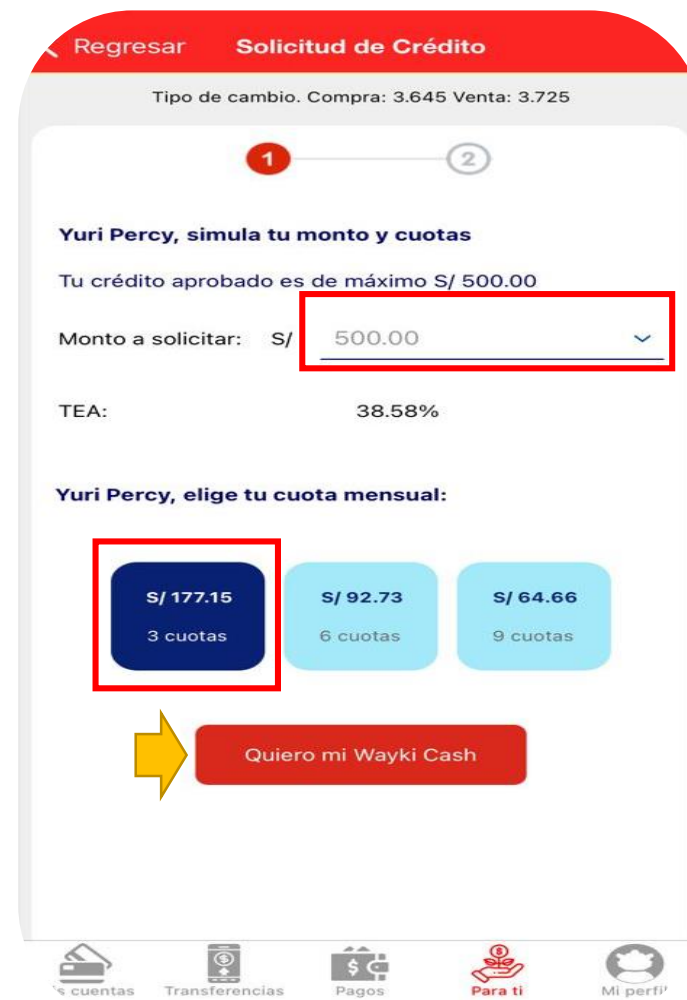 Regresar Solicitud de Crédito
Tipo de cambio. Compra: 3.645 Venta: 3.725
1 2
Yuri Percy, simula tu monto y cuotas
Tu crédito aprobado es de máximo S/ 500.00
Monto a solicitar: S/ 500.00
TEA: 38.58%
Yuri Percy, elige tu cuota mensual:
S/ 177.15 S/ 92.73 S/ 64.66
3 cuotas 6 cuotas 9 cuotas
Quiero mi Wayki Cash
cuentas Transferencias Pagos Para ti Mi perfil